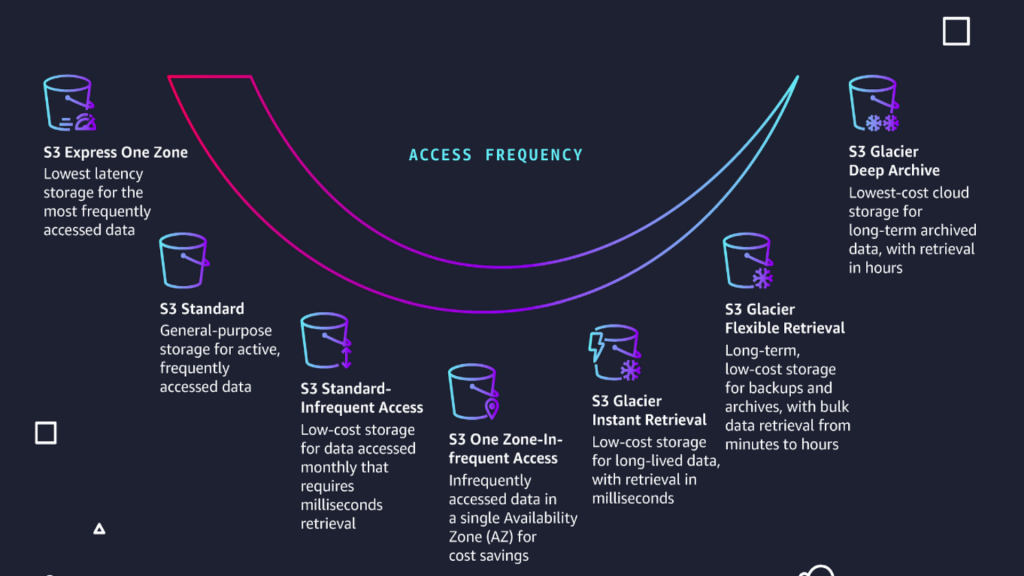 ACCESS FREQUENCY
S3 Express One Zone
Lowest latency
storage for the
most frequently
accessed data
S3 Standard
General-purpose
storage for active,
frequently
accessed data
S3 Standard-
Infrequent Access
Low-cost storage
for data accessed
monthly that
requires
milliseconds
retrieval
S3 One Zone-In-
frequent Access
Infrequently
accessed data in
a single Availability
Zone (AZ) for
cost savings
S3 Glacier
Instant Retrieval
Low-cost storage
for long-lived data,
with retrieval in
milliseconds
S3 Glacier
Flexible Retrieval
Long-term,
low-cost storage
for backups and
archives, with bulk
data retrieval from
minutes to hours
S3 Glacier
Deep Archive
Lowest-cost cloud
storage for
long-term archived
data, with retrieval
in hours